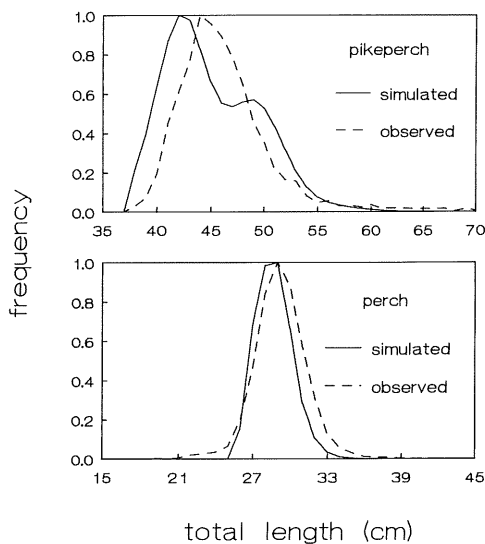 1.0
0.8
0.6
0.4
0.2
0.0
pikeperch
simulated
observed
35 40 45 50 55 60 65 70
frequency
1.0
0.8
0.6
0.4
0.2
0.0
perch
simulated
observed
15 21 27 33 39 45
total length (cm)